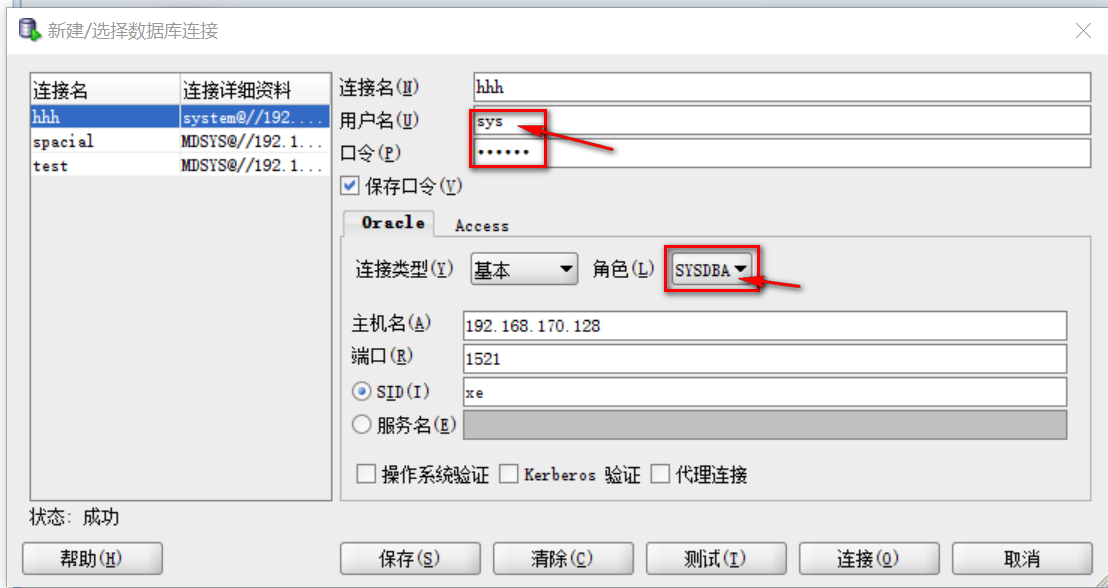 新建/选择数据库连接
连接名 连接详细资料
hhh system@//192....
spacial MDSYS@//192.1...
test MDSYS@//192.1...
连接名(N) hhh
用户名(U) sys
口令(P) ••••••
保存口令(V)
Oracle Access
连接类型(Y) 基本 角色(L) SYSDBA
主机名(A) 192.168.170.128
端口(R) 1521
SID(I) xe
服务名(E)
操作系统验证 Kerberos 验证 代理连接
状态: 成功
帮助(H) 保存(S) 清除(C) 测试(T) 连接(O) 取消